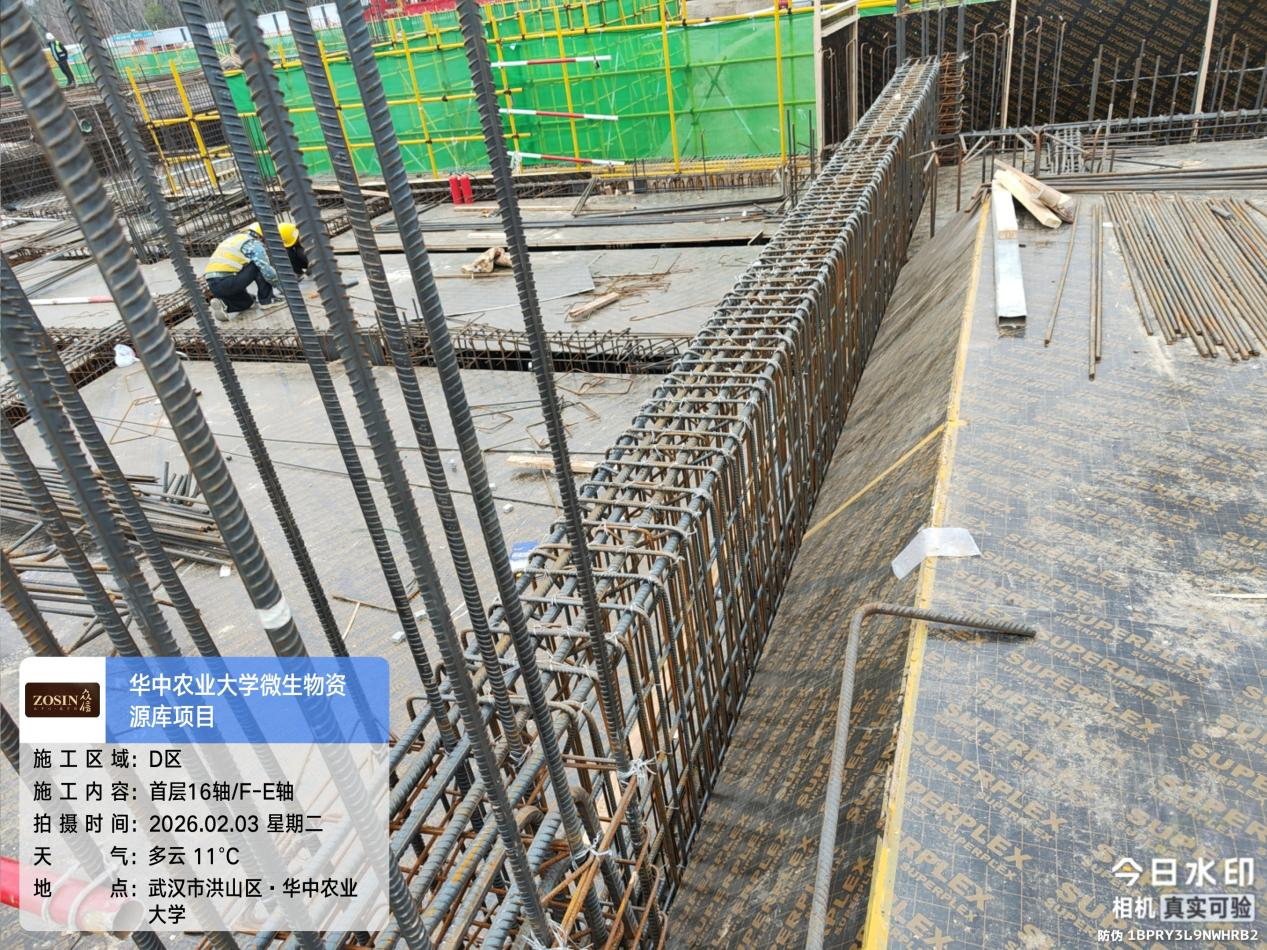 ZOSIN 众信
华中农业大学微生物资
源库项目
施工区域：D区
施工内容：首层16轴/F-E轴
拍摄时间：2026.02.03 星期二
天气：多云 11℃
地点：武汉市洪山区·华中农业
大学
SUPERPLEX
SUPERPLEX
SUPERPLEX
SUPERPLEX
今日水印
相机 真实可验
防伪 1BPRY3L9NWHRB2